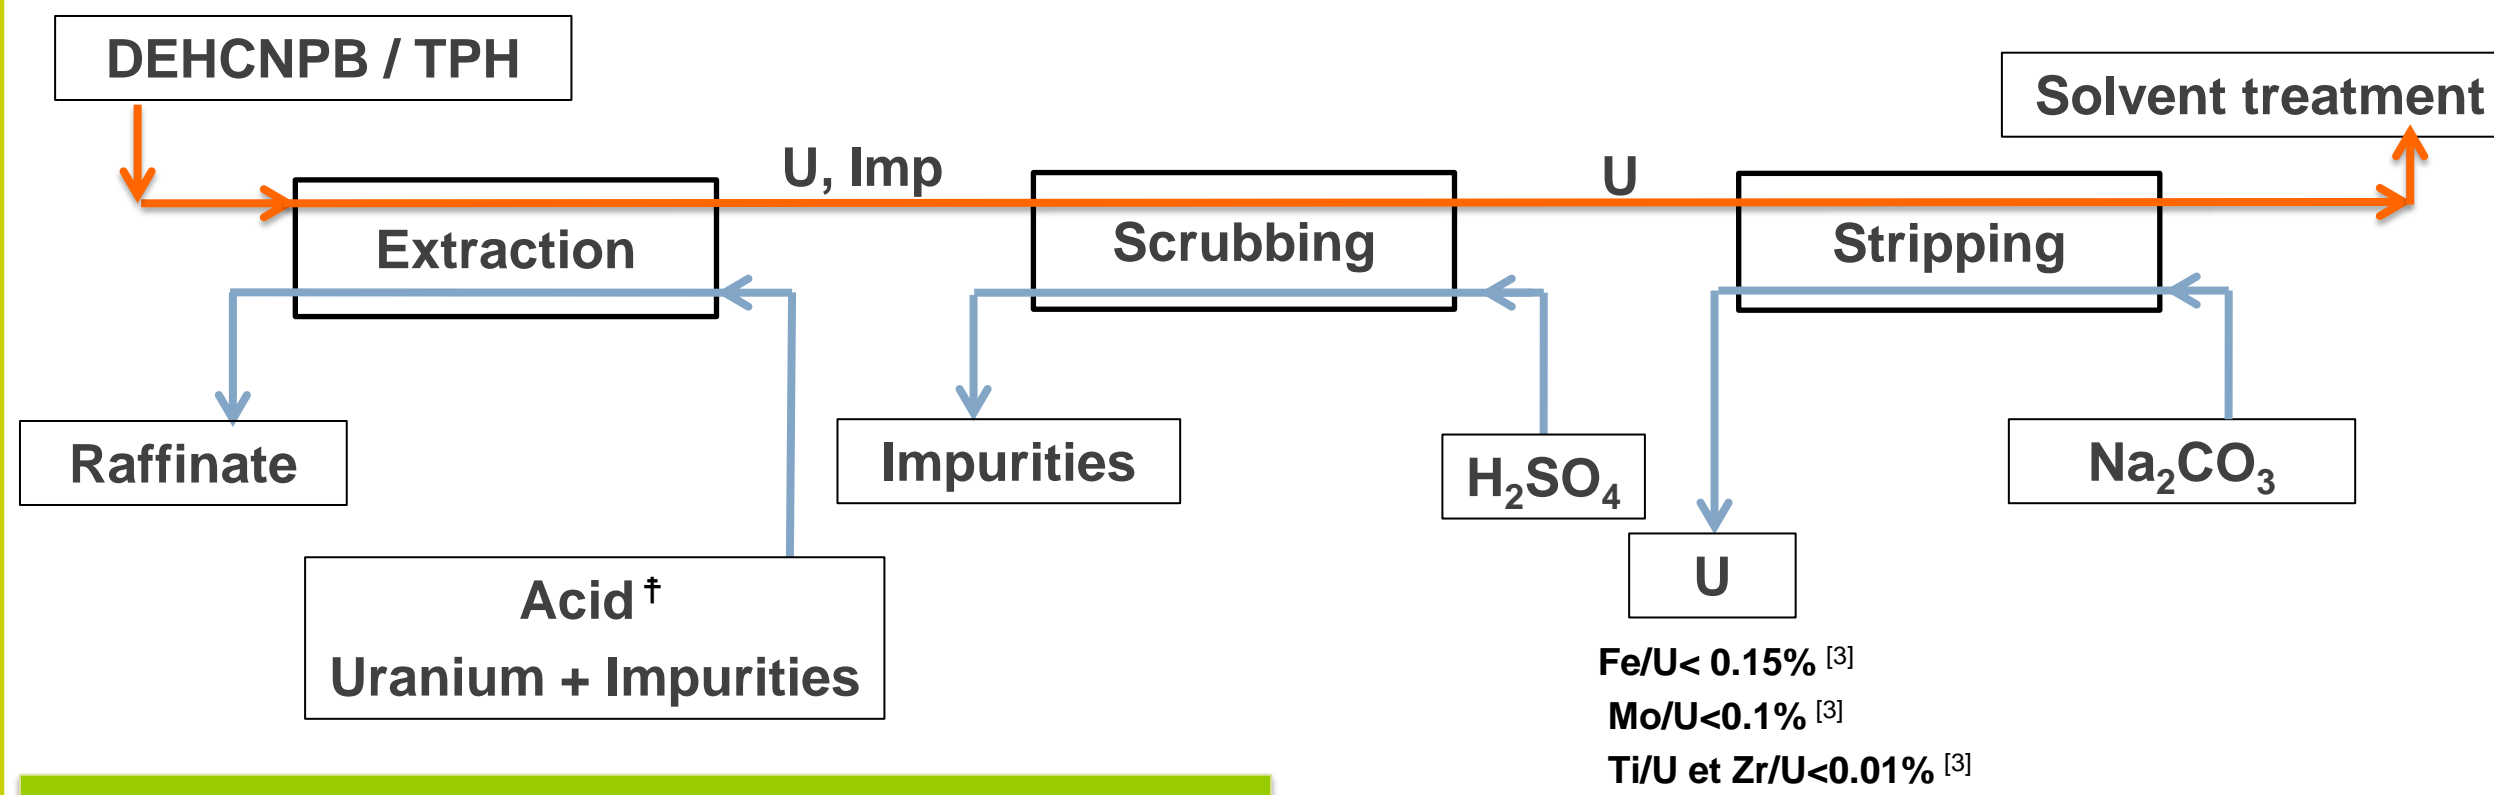 DEHCNPB / TPH
Solvent treatment
U, Imp
U
Extraction
Scrubbing
Stripping
Raffinate
Impurities
H₂SO₄
Na₂CO₃
U
Acid †
Uranium + Impurities
Fe/U< 0.15% [3]
Mo/U<0.1% [3]
Ti/U et Zr/U<0.01% [3]